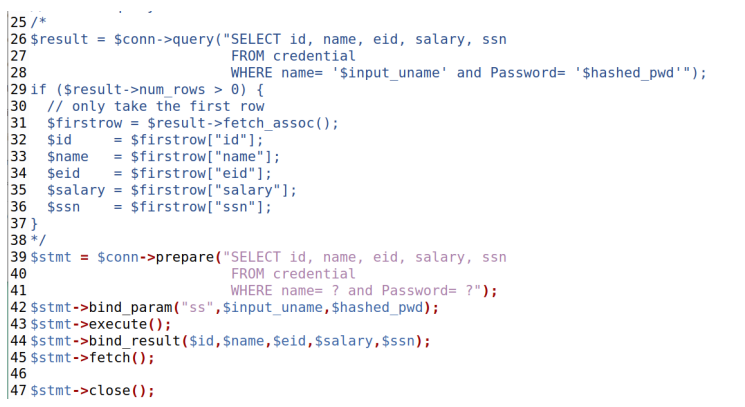 25 /*
26 $result = $conn->query("SELECT id, name, eid, salary, ssn
27                         FROM credential
28                         WHERE name= '$input_uname' and Password= '$hashed_pwd'");
29 if ($result->num_rows > 0) {
30   // only take the first row
31   $firstrow = $result->fetch_assoc();
32   $id     = $firstrow["id"];
33   $name   = $firstrow["name"];
34   $eid    = $firstrow["eid"];
35   $salary = $firstrow["salary"];
36   $ssn    = $firstrow["ssn"];
37 }
38 */
39 $stmt = $conn->prepare("SELECT id, name, eid, salary, ssn
40                         FROM credential
41                         WHERE name= ? and Password= ?");
42 $stmt->bind_param("ss",$input_uname,$hashed_pwd);
43 $stmt->execute();
44 $stmt->bind_result($id,$name,$eid,$salary,$ssn);
45 $stmt->fetch();
46
47 $stmt->close();